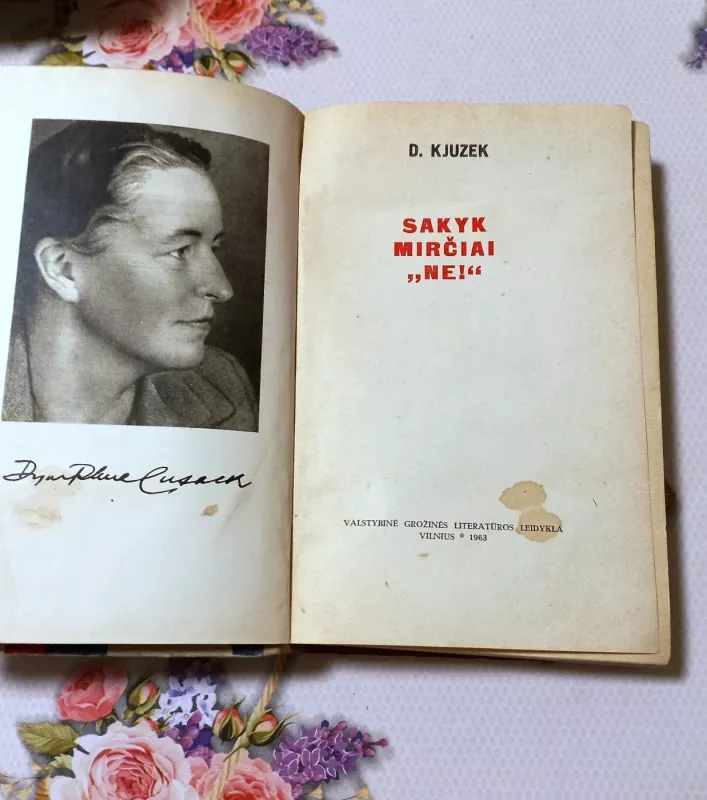 Dymphna Cusack
D. KJUZEK
SAKYK
MIRČIAI
„NE!“
VALSTYBINĖ GROŽINĖS LITERATŪROS LEIDYKLA
VILNIUS * 1963